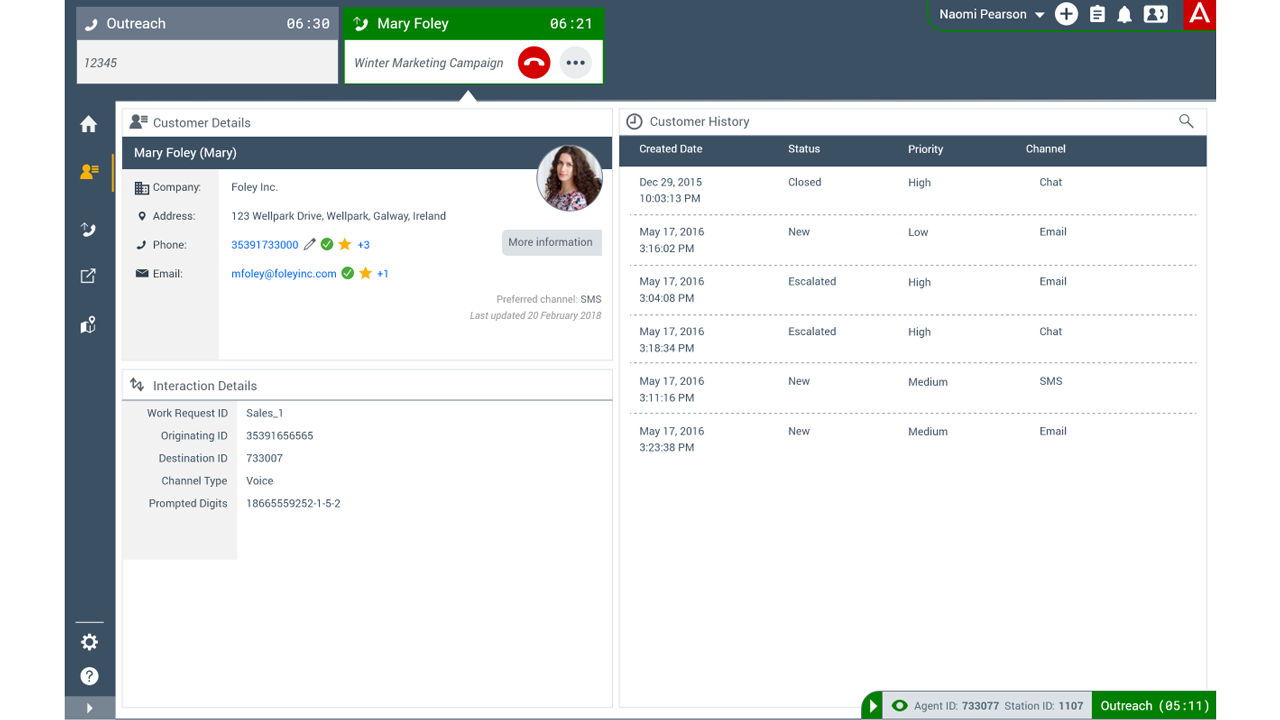 Outreach 06:30
12345
Mary Foley 06:21
Winter Marketing Campaign
Naomi Pearson
Customer Details
Mary Foley (Mary)
Company: Foley Inc.
Address: 123 Wellpark Drive, Wellpark, Galway, Ireland
Phone: 35391733000 +3
More information
Email: mfoley@foleyinc.com +1
Preferred channel: SMS
Last updated 20 February 2018
Interaction Details
Work Request ID Sales_1
Originating ID 35391656565
Destination ID 733007
Channel Type Voice
Prompted Digits 18665559252-1-5-2
Customer History
Created Date Status Priority Channel
Dec 29, 2015 Closed High Chat
10:03:13 PM
May 17, 2016 New Low Email
3:16:02 PM
May 17, 2016 Escalated High Email
3:04:08 PM
May 17, 2016 Escalated High Chat
3:18:34 PM
May 17, 2016 New Medium SMS
3:11:16 PM
May 17, 2016 New Medium Email
3:23:38 PM
Agent ID: 733077 Station ID: 1107 Outreach (05:11)